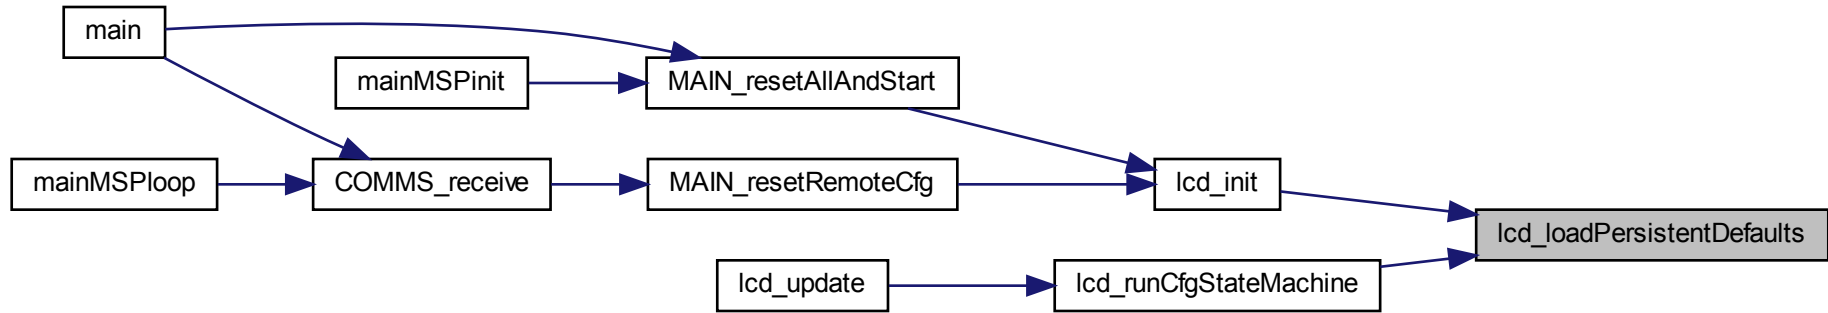 main
mainMSPinit
MAIN_resetAllAndStart
mainMSPloop
COMMS_receive
MAIN_resetRemoteCfg
lcd_init
lcd_loadPersistentDefaults
lcd_update
lcd_runCfgStateMachine